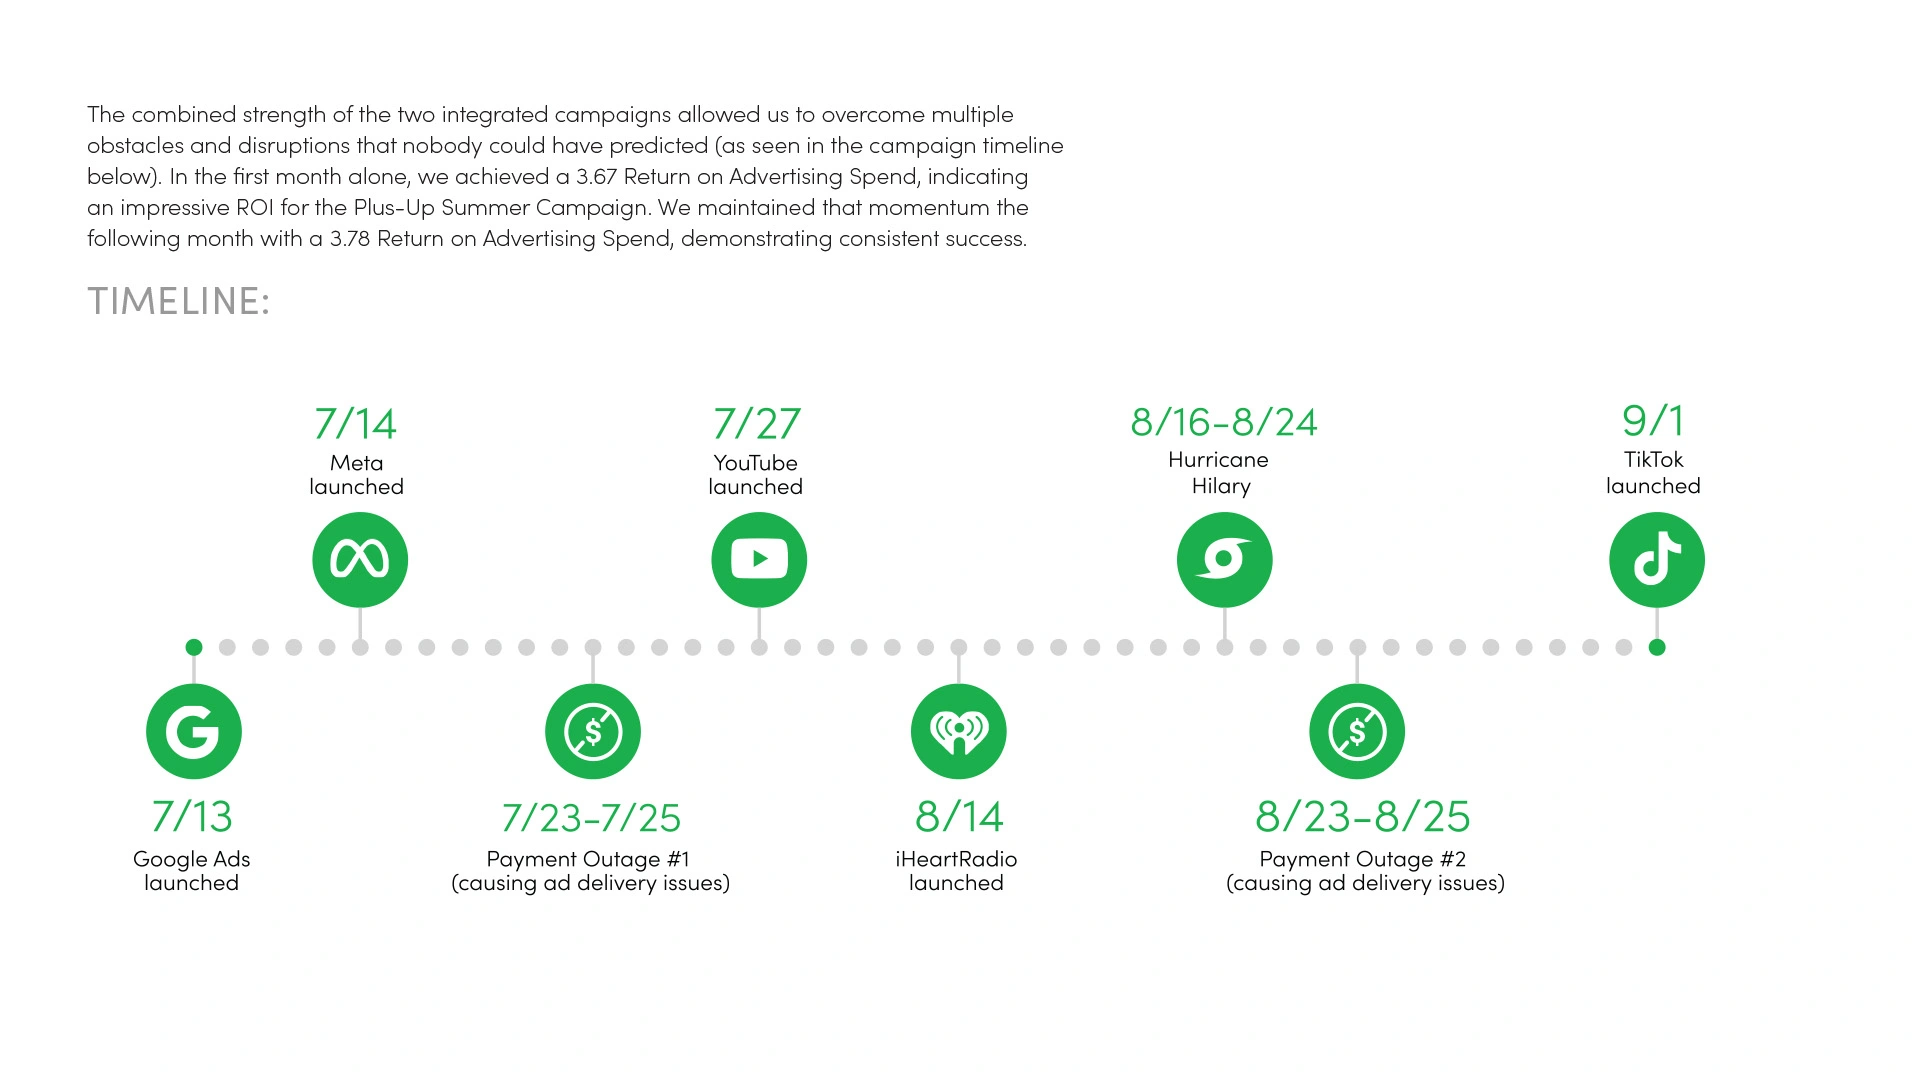 The combined strength of the two integrated campaigns allowed us to overcome multiple
obstacles and disruptions that nobody could have predicted (as seen in the campaign timeline
below). In the first month alone, we achieved a 3.67 Return on Advertising Spend, indicating
an impressive ROI for the Plus-Up Summer Campaign. We maintained that momentum the
following month with a 3.78 Return on Advertising Spend, demonstrating consistent success.
TIMELINE:
7/14
Meta
launched
7/27
YouTube
launched
8/16-8/24
Hurricane
Hilary
9/1
TikTok
launched
G
$
$
7/13
Google Ads
launched
7/23-7/25
Payment Outage #1
(causing ad delivery issues)
8/14
iHeartRadio
launched
8/23-8/25
Payment Outage #2
(causing ad delivery issues)